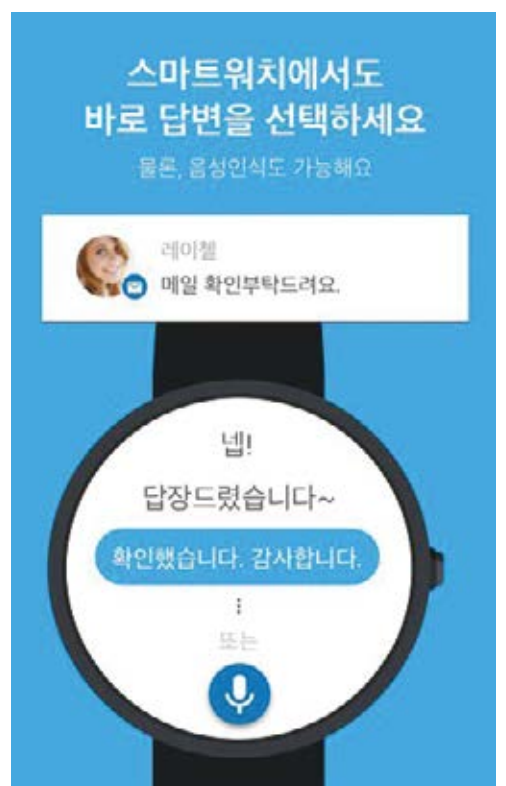 스마트워치에서도
바로 답변을 선택하세요
물론, 음성인식도 가능해요
레이첼
메일 확인부탁드려요.
넵!
답장드렸습니다~
확인했습니다. 감사합니다.
⋮
또는